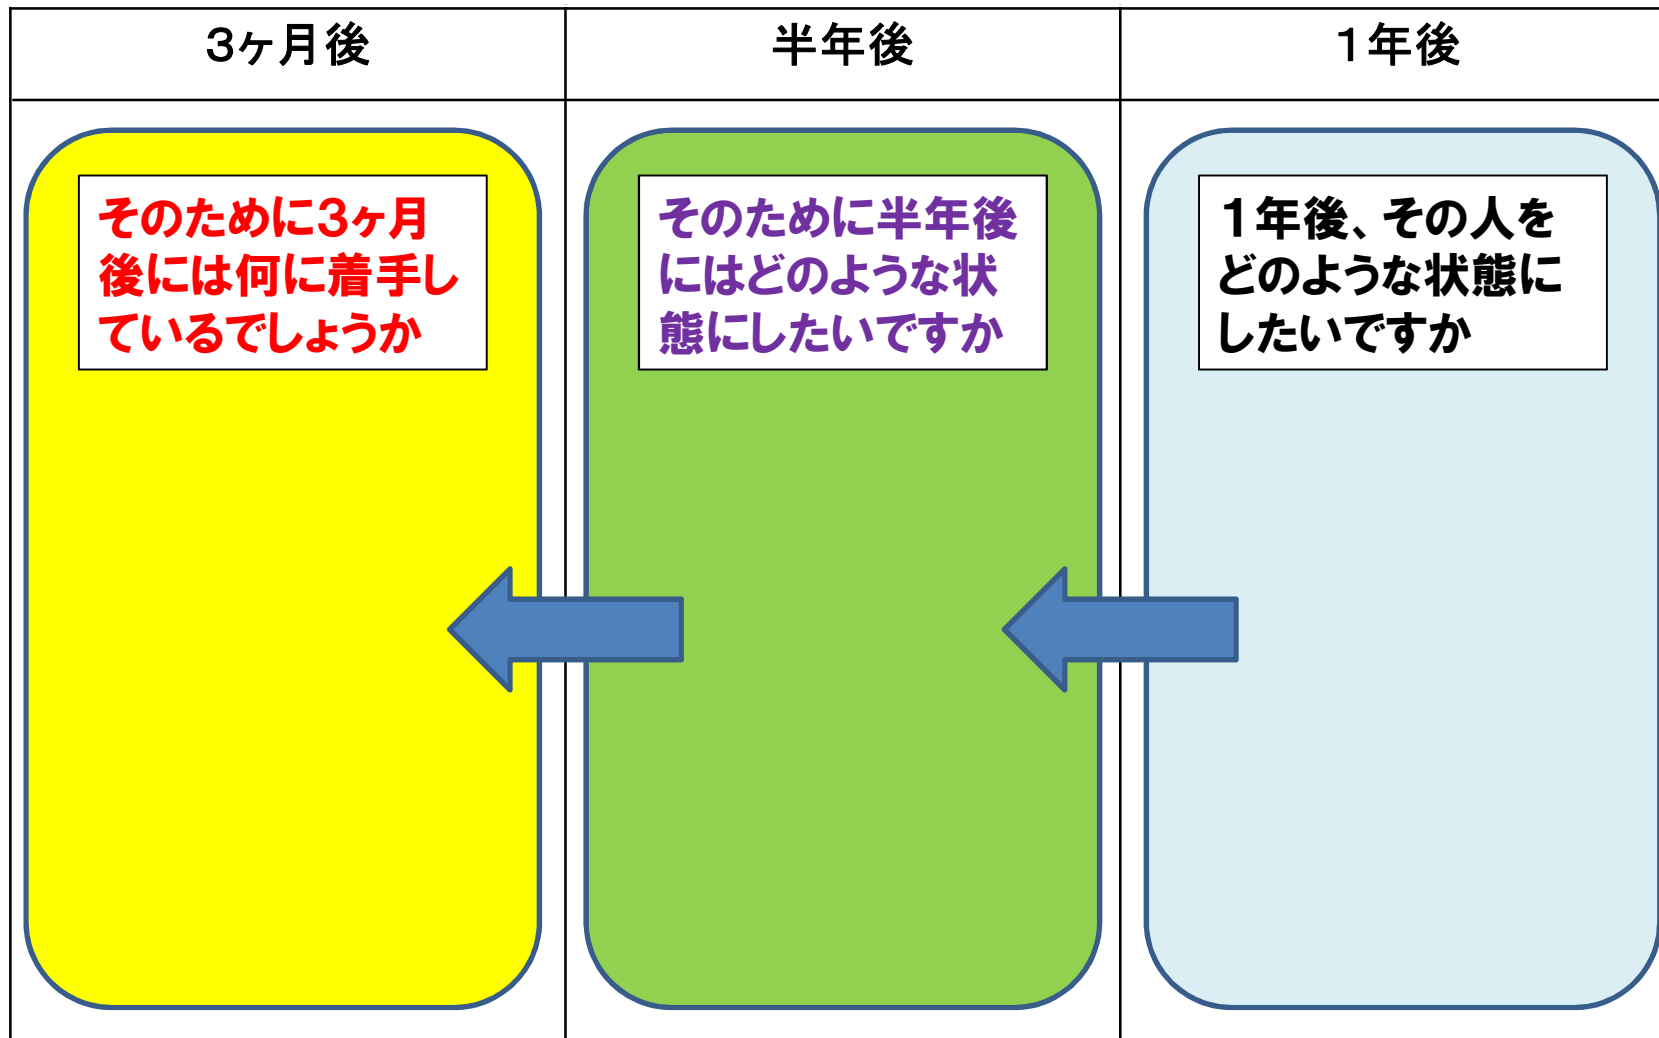 3ヶ月後
半年後
1年後
そのために3ヶ月
後には何に着手し
ているでしょうか
そのために半年後
にはどのような状
態にしたいですか
1年後、その人を
どのような状態に
したいですか